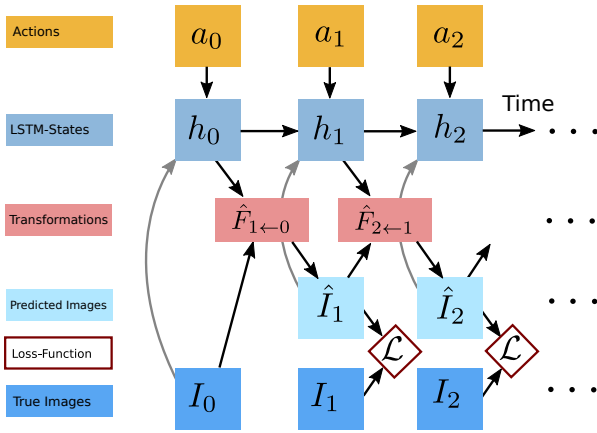 Actions
a0
a1
a2
LSTM-States
h0
h1
h2
Time
. . .
Transformations
F̂1←0
F̂2←1
. . .
Predicted Images
Î1
Î2
. . .
Loss-Function
ℒ
ℒ
True Images
I0
I1
I2
. . .